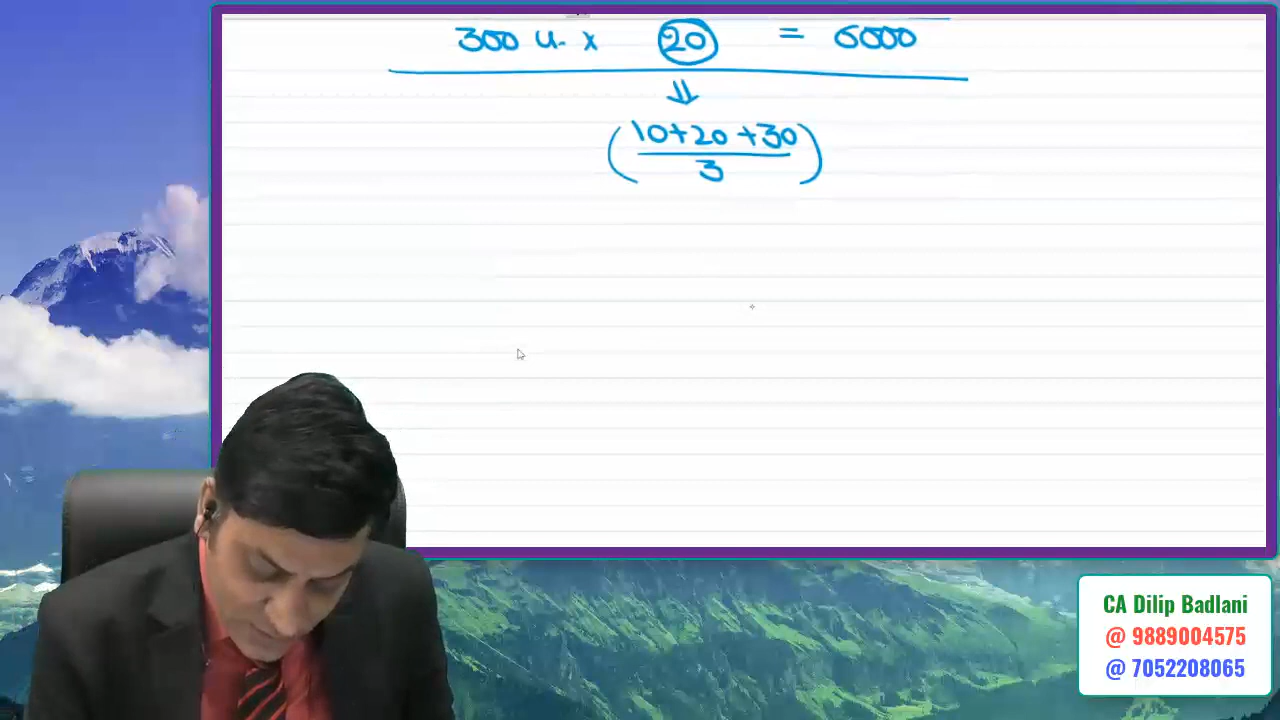 300 u. x 20 = 6000
⇓
(10+20+30
3)
CA Dilip Badlani
@ 9889004575
@ 7052208065